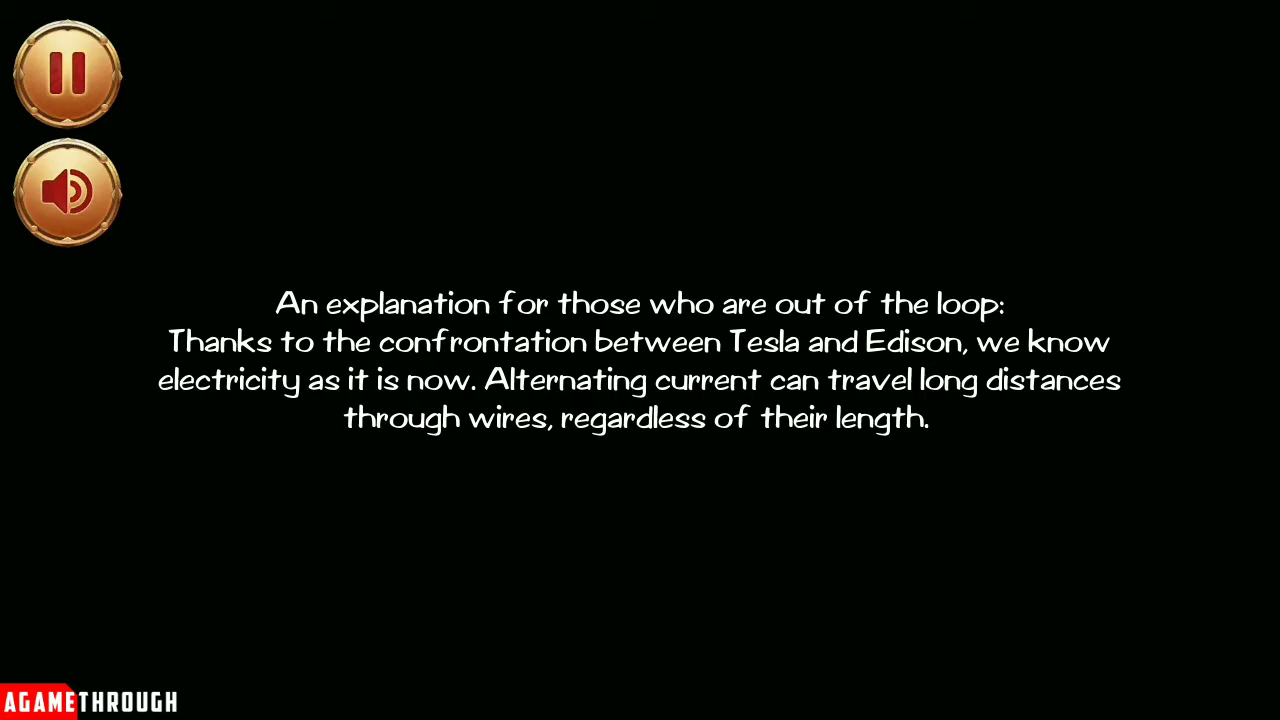 An explanation for those who are out of the loop:
Thanks to the confrontation between Tesla and Edison, we know
electricity as it is now. Alternating current can travel long distances
through wires, regardless of their length.
AGAMETHROUGH